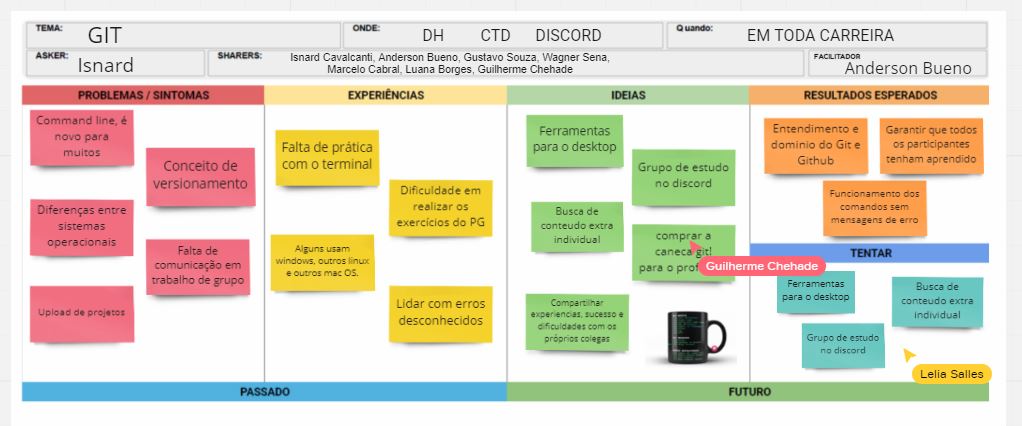 TEMA: GIT
ONDE: DH CTD DISCORD
Quando: EM TODA CARREIRA
ASKER: Isnard
SHARERS: Isnard Cavalcanti, Anderson Bueno, Gustavo Souza, Wagner Sena,
Marcelo Cabral, Luana Borges, Guilherme Chehade
FACILITADOR
Anderson Bueno
PROBLEMAS / SINTOMAS
Command line, é
novo para
muitos
Conceito de
versionamento
Diferenças entre
sistemas
operacionais
Falta de
comunicação em
trabalho de grupo
Upload de projetos
EXPERIÊNCIAS
Falta de prática
com o terminal
Dificuldade em
realizar os
exercícios do PG
Alguns usam
windows, outros linux
e outros mac OS.
Lidar com erros
desconhecidos
IDEIAS
Ferramentas
para o desktop
Grupo de estudo
no discord
Busca de
conteudo extra
individual
comprar a
caneca git!
para o prof
Guilherme Chehade
Compartilhar
experiencias, sucesso e
dificuldades com os
próprios colegas
RESULTADOS ESPERADOS
Entendimento e
dominio do Git e
Github
Garantir que todos
os participantes
tenham aprendido
Funcionamento dos
comandos sem
mensagens de erro
TENTAR
Ferramentas
para o desktop
Busca de
conteudo extra
individual
Grupo de estudo
no discord
Lelia Salles
PASSADO
FUTURO